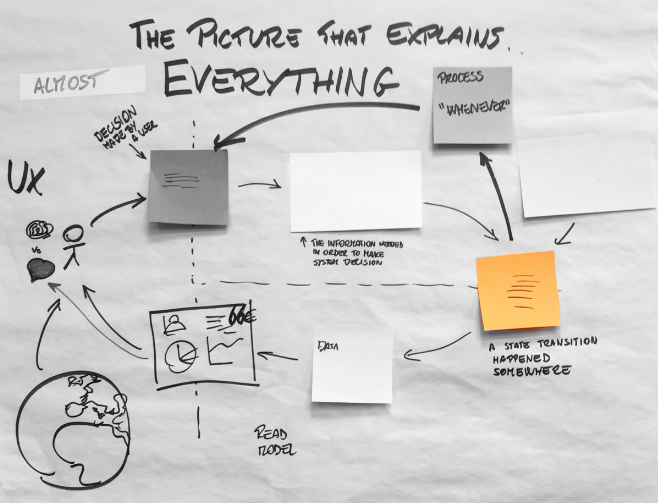 THE PICTURE THAT EXPLAINS..
ALMOST
EVERYTHING
PROCESS
"WHENEVER"
DECISION
MADE BY
A USER
UX
VS
THE INFORMATION NEEDED
IN ORDER TO MAKE
SYSTEM DECISION
66€
DATA
A STATE TRANSITION
HAPPENED
SOMEWHERE
READ
MODEL